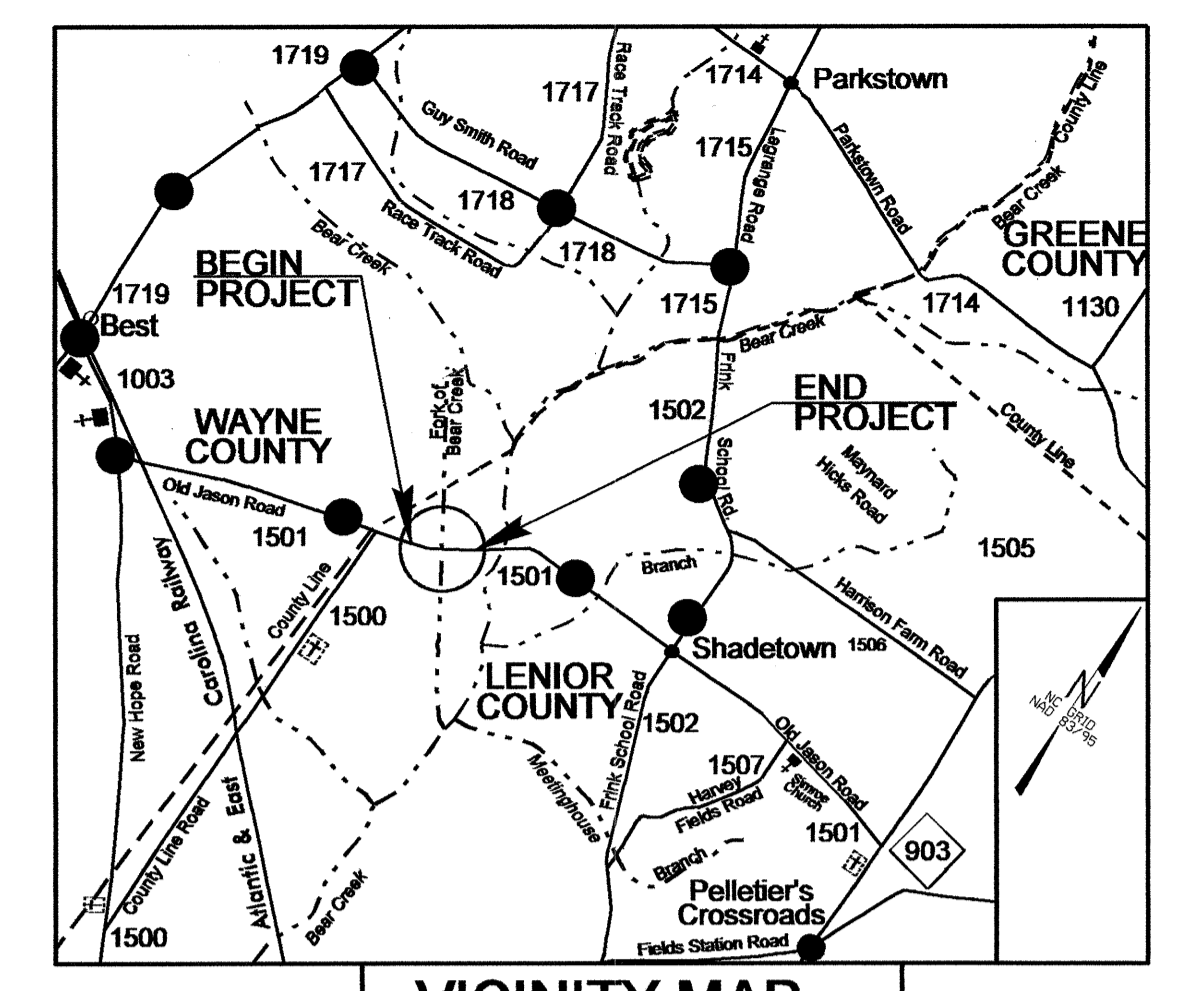 1719
1714
Parkstown
County Line
1717
Race Track Road
Guy Smith Road
1715
Lagrange Road
Parkstown Road
1717
1718
Race Track Road
Bear Creek
1718
Bear Creek
GREENE
COUNTY
BEGIN
PROJECT
1719
1715
1714
1130
Best
Bear Creek
1003
Frink
School Rd.
1502
END
PROJECT
Fork of
Bear Creek
WAYNE
COUNTY
County Line
Maynard
Hicks Road
Old Jason Road
1501
1505
Carolina Railway
County Line
1500
1501
Branch
Harrison Farm Road
New Hope Road
Shadetown
1506
LENIOR
COUNTY
Frink School Road
1502
N
NC GRID
NAD 83/95
Old Jason Road
1507
Harvey
Fields Road
Church
Meetinghouse
Atlantic & East
County Line Road
1501
903
Branch
Bear Creek
Pelletier's
Crossroads
1500
Fields Station Road
VICINITY MAP